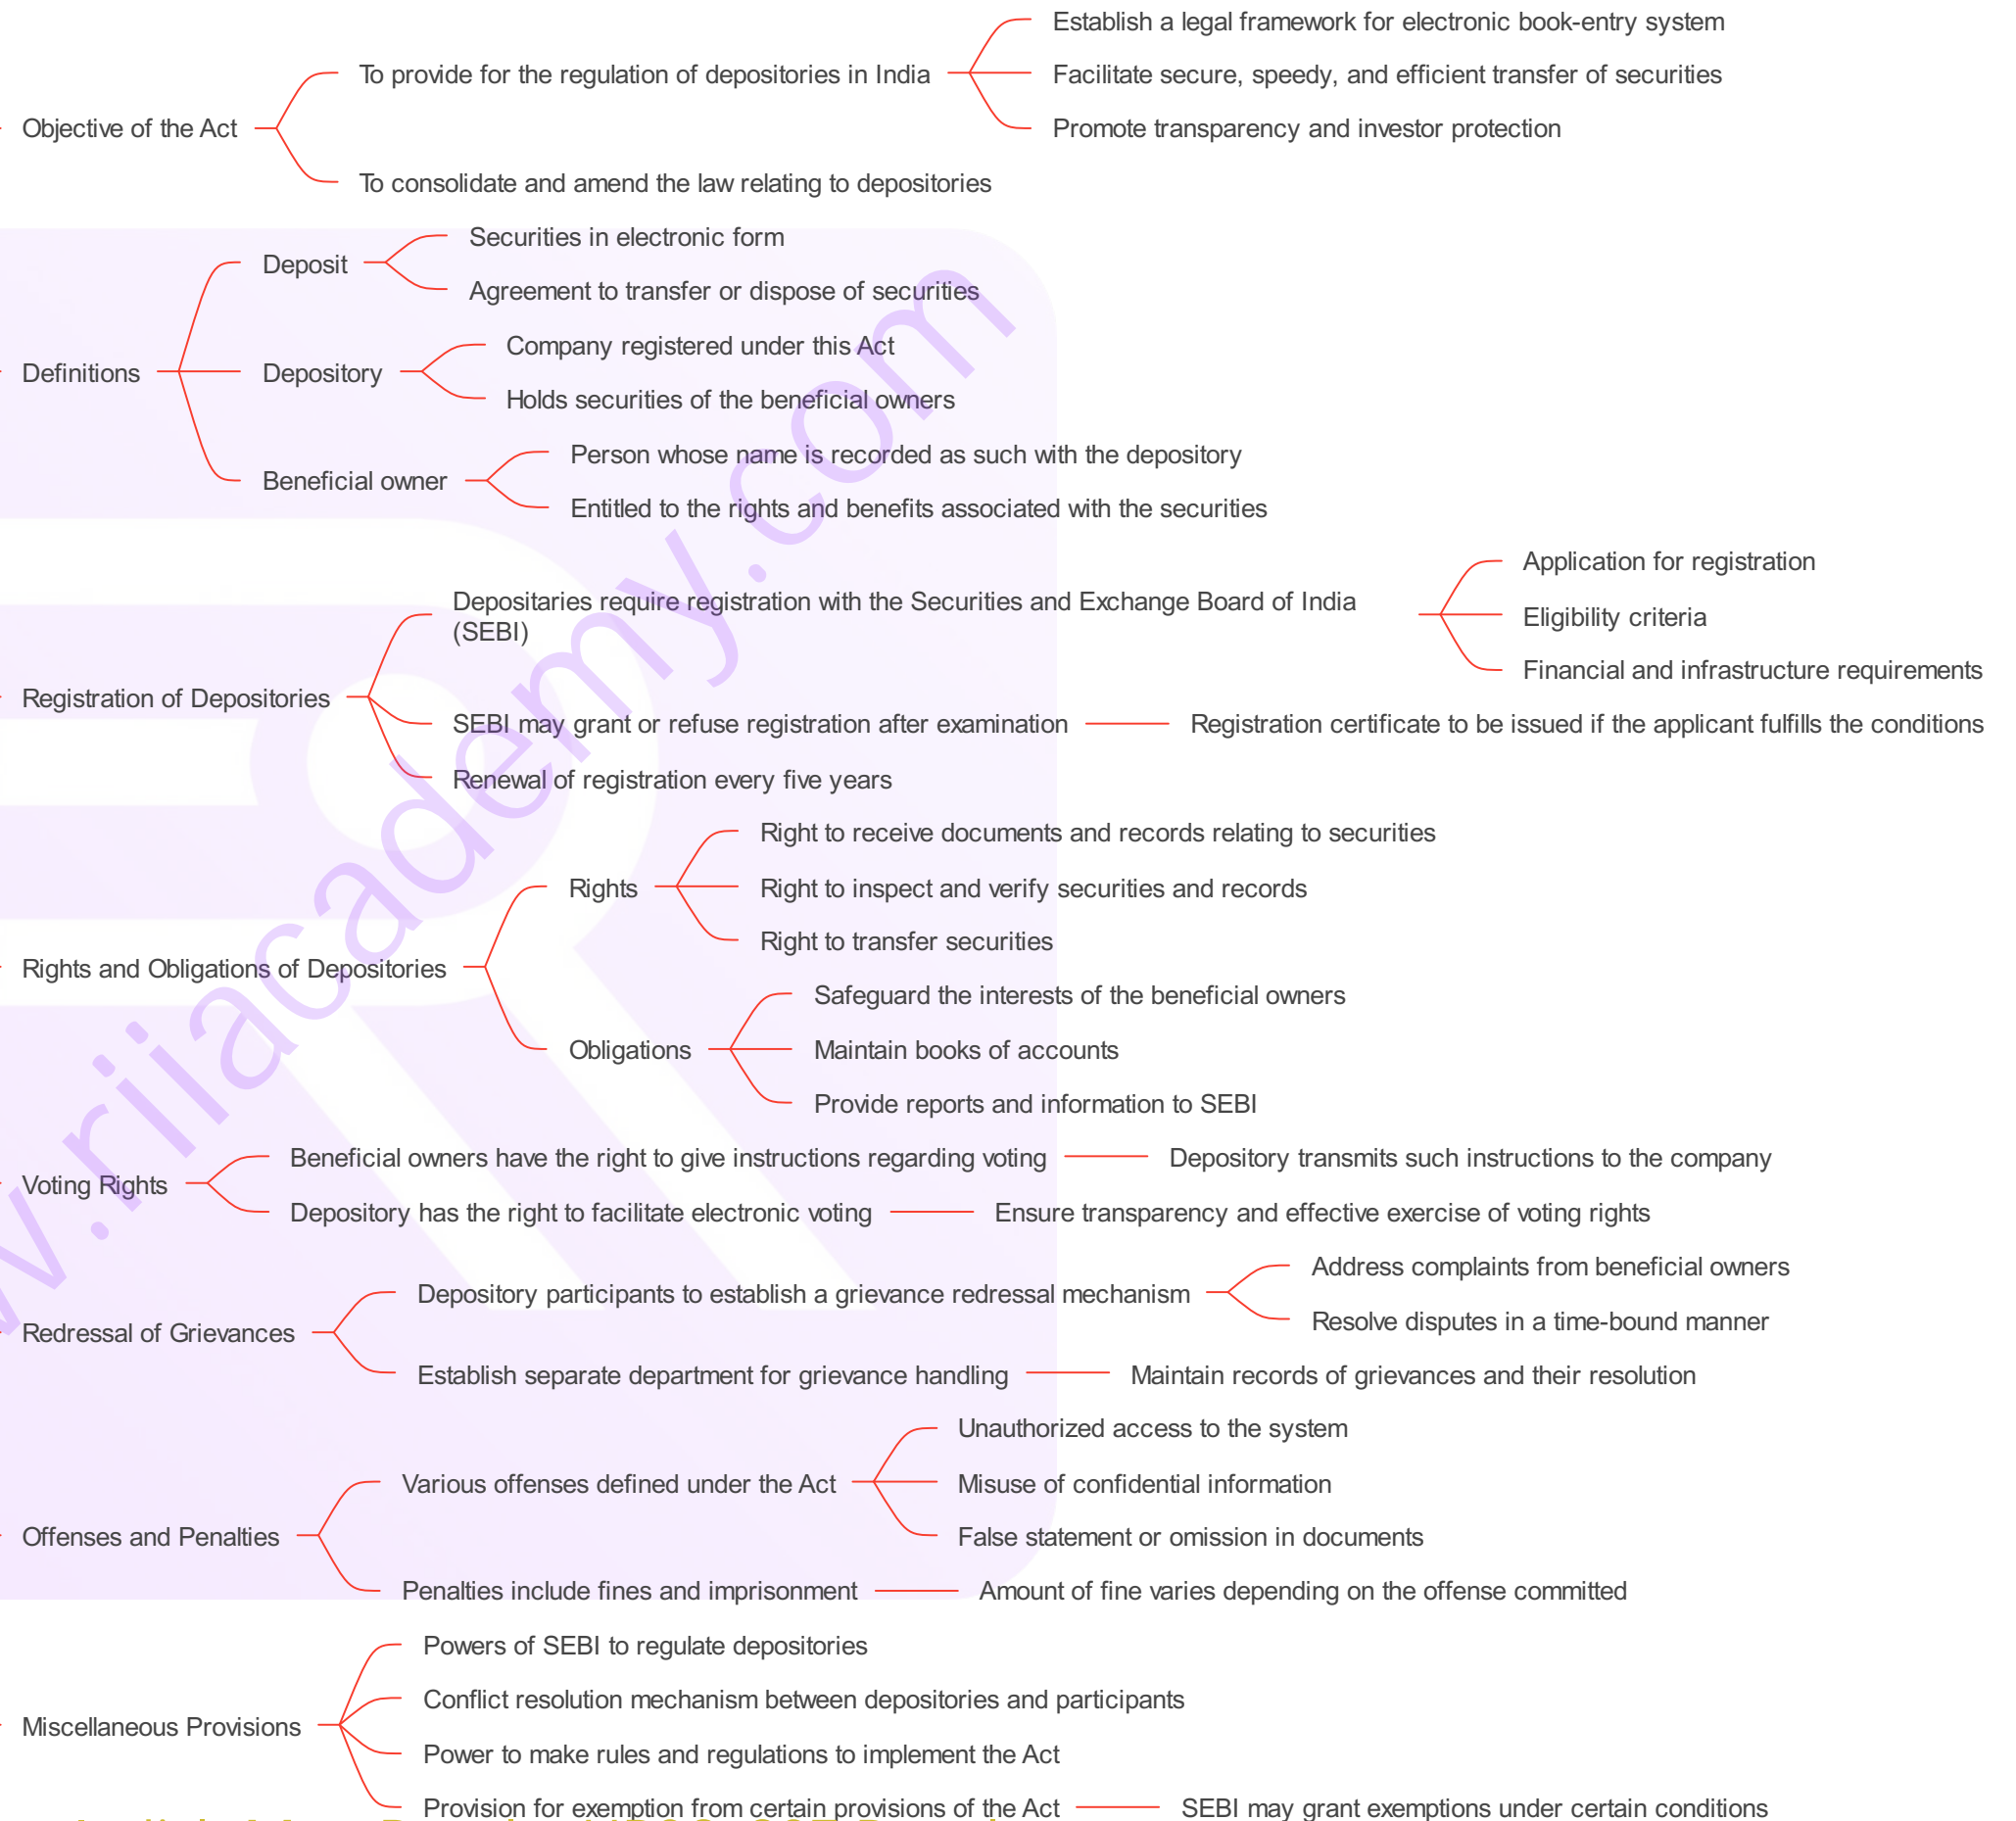 Establish a legal framework for electronic book-entry system
To provide for the regulation of depositories in India
Facilitate secure, speedy, and efficient transfer of securities
Objective of the Act
Promote transparency and investor protection
To consolidate and amend the law relating to depositories
Securities in electronic form
Deposit
Agreement to transfer or dispose of securities
Company registered under this Act
Definitions
Depository
Holds securities of the beneficial owners
Person whose name is recorded as such with the depository
Beneficial owner
Entitled to the rights and benefits associated with the securities
Application for registration
Depositaries require registration with the Securities and Exchange Board of India
(SEBI)
Eligibility criteria
Financial and infrastructure requirements
Registration of Depositories
SEBI may grant or refuse registration after examination
Registration certificate to be issued if the applicant fulfills the conditions
Renewal of registration every five years
Right to receive documents and records relating to securities
Rights
Right to inspect and verify securities and records
Right to transfer securities
Rights and Obligations of Depositories
Safeguard the interests of the beneficial owners
Obligations
Maintain books of accounts
Provide reports and information to SEBI
Beneficial owners have the right to give instructions regarding voting
Depository transmits such instructions to the company
Voting Rights
Depository has the right to facilitate electronic voting
Ensure transparency and effective exercise of voting rights
Address complaints from beneficial owners
Depository participants to establish a grievance redressal mechanism
Resolve disputes in a time-bound manner
Redressal of Grievances
Establish separate department for grievance handling
Maintain records of grievances and their resolution
Unauthorized access to the system
Various offenses defined under the Act
Misuse of confidential information
False statement or omission in documents
Offenses and Penalties
Penalties include fines and imprisonment
Amount of fine varies depending on the offense committed
Powers of SEBI to regulate depositories
Conflict resolution mechanism between depositories and participants
Miscellaneous Provisions
Power to make rules and regulations to implement the Act
Provision for exemption from certain provisions of the Act
SEBI may grant exemptions under certain conditions
w.rijacademy.com